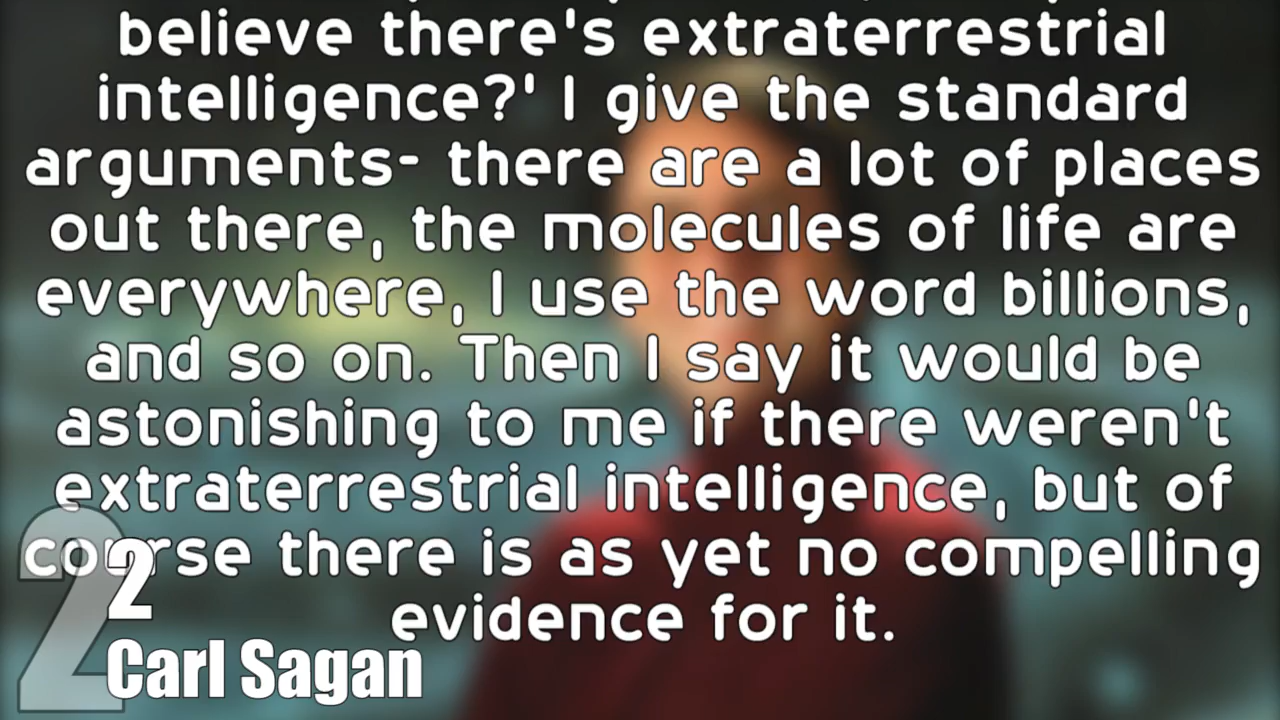 believe there's extraterrestrial
intelligence?' I give the standard
arguments- there are a lot of places
out there, the molecules of life are
everywhere, I use the word billions,
and so on. Then I say it would be
astonishing to me if there weren't
extraterrestrial intelligence, but of
course there is as yet no compelling
evidence for it.
2
2
Carl Sagan